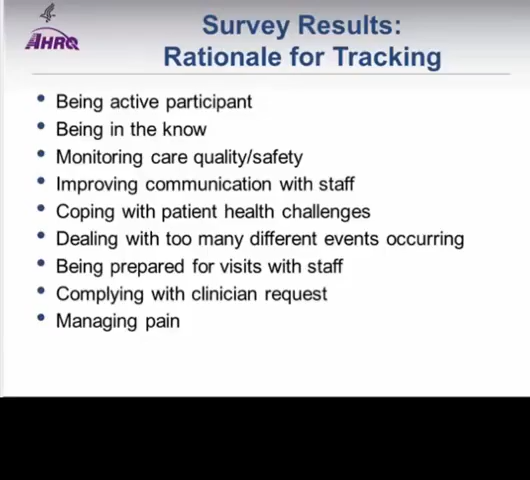 AHRQ
Survey Results:
Rationale for Tracking
• Being active participant
• Being in the know
• Monitoring care quality/safety
• Improving communication with staff
• Coping with patient health challenges
• Dealing with too many different events occurring
• Being prepared for visits with staff
• Complying with clinician request
• Managing pain